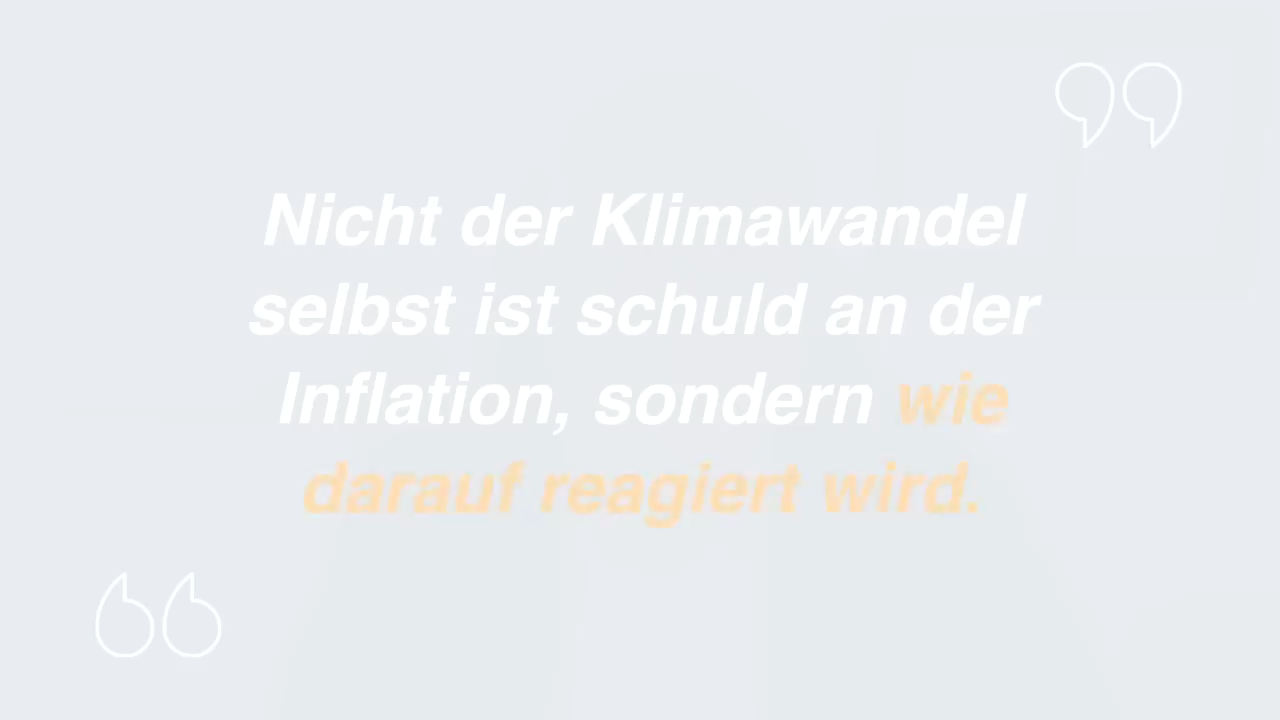 Nicht der Klimawandel
selbst ist schuld an der
Inflation, sondern wie
darauf reagiert wird.